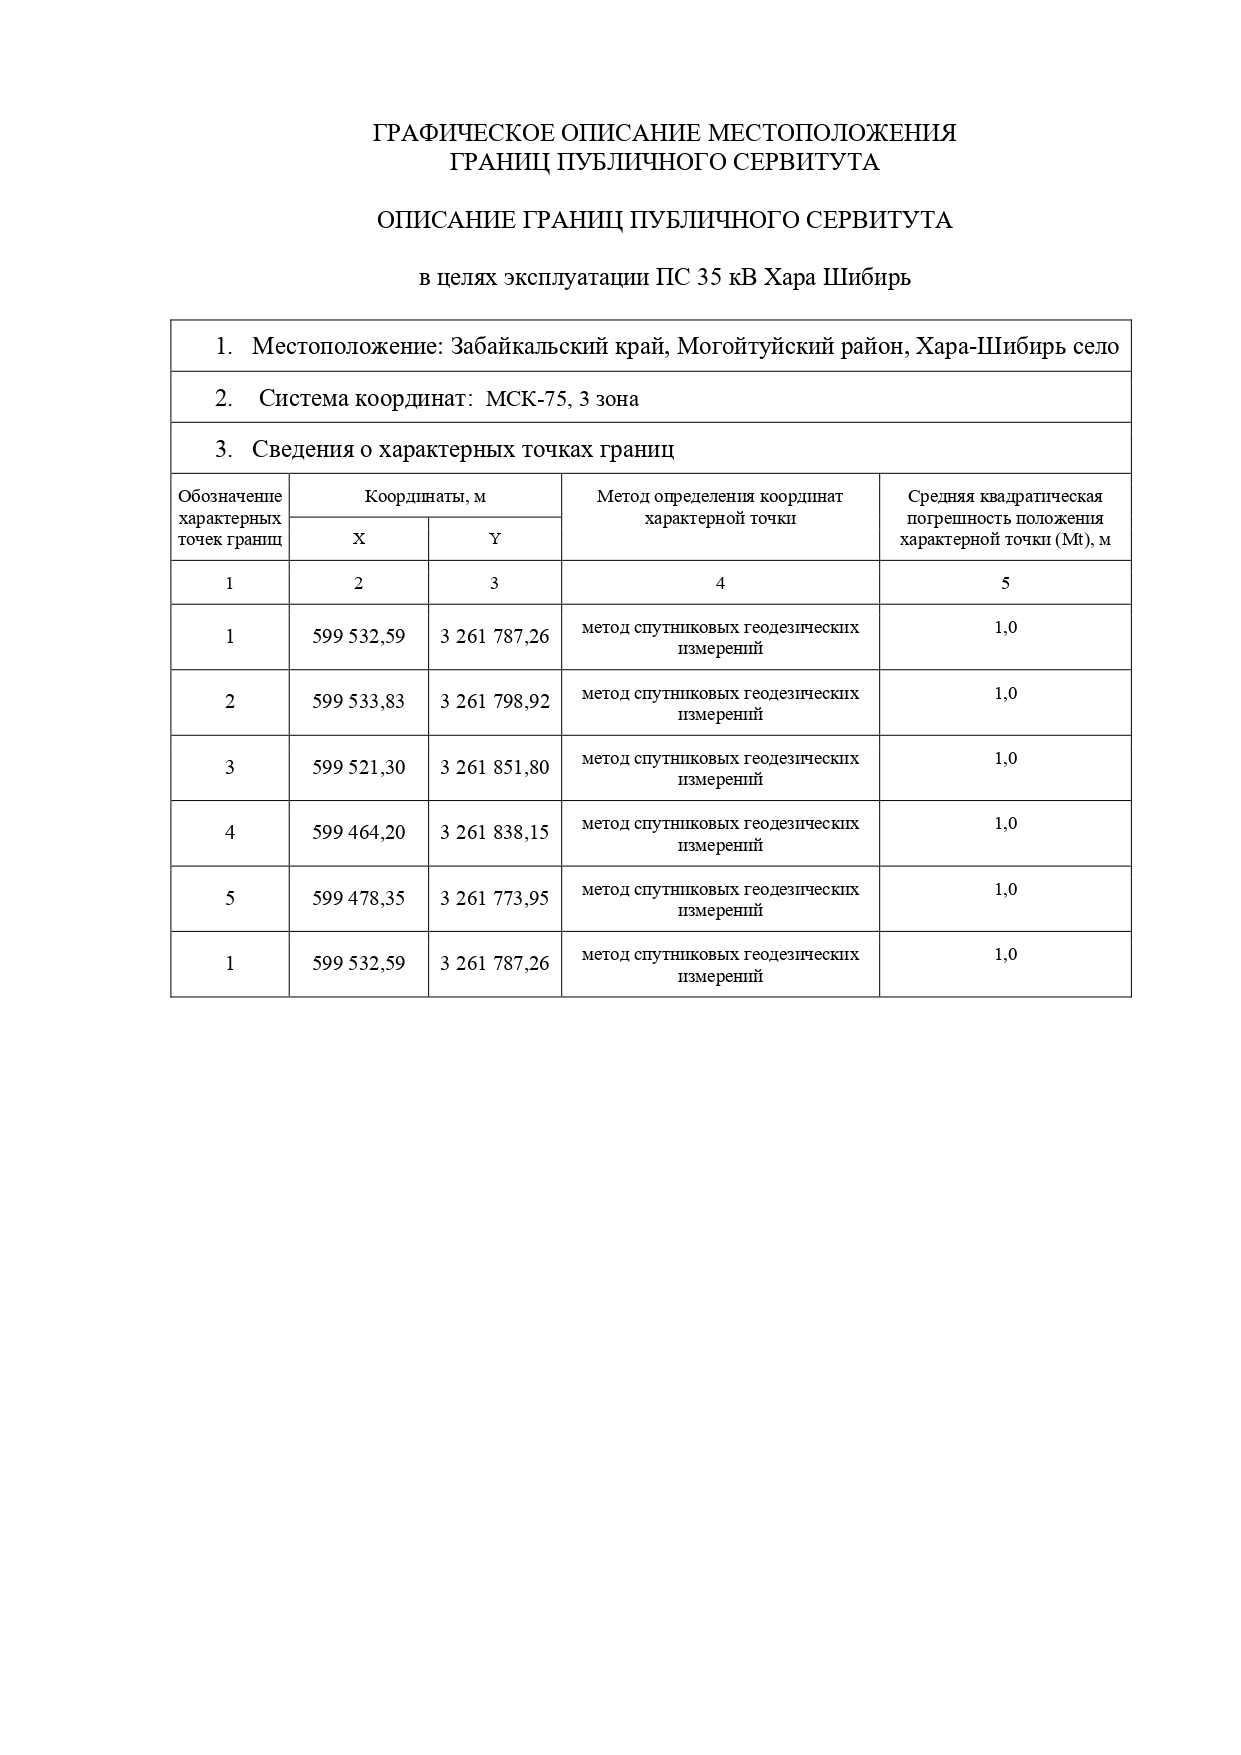 ГРАФИЧЕСКОЕ ОПИСАНИЕ МЕСТОПОЛОЖЕНИЯ
ГРАНИЦ ПУБЛИЧНОГО СЕРВИТУТА
ОПИСАНИЕ ГРАНИЦ ПУБЛИЧНОГО СЕРВИТУТА
в целях эксплуатации ПС 35 кВ Хара Шибирь
1. Местоположение: Забайкальский край, Могойтуйский район, Хара-Шибирь село
2. Система координат: МСК-75, 3 зона
3. Сведения о характерных точках границ
Обозначение характерных точек границ Координаты, м Метод определения координат характерной точки Средняя квадратическая погрешность положения характерной точки (Mt), м
X Y
1 2 3 4 5
1 599 532,59 3 261 787,26 метод спутниковых геодезических измерений 1,0
2 599 533,83 3 261 798,92 метод спутниковых геодезических измерений 1,0
3 599 521,30 3 261 851,80 метод спутниковых геодезических измерений 1,0
4 599 464,20 3 261 838,15 метод спутниковых геодезических измерений 1,0
5 599 478,35 3 261 773,95 метод спутниковых геодезических измерений 1,0
1 599 532,59 3 261 787,26 метод спутниковых геодезических измерений 1,0